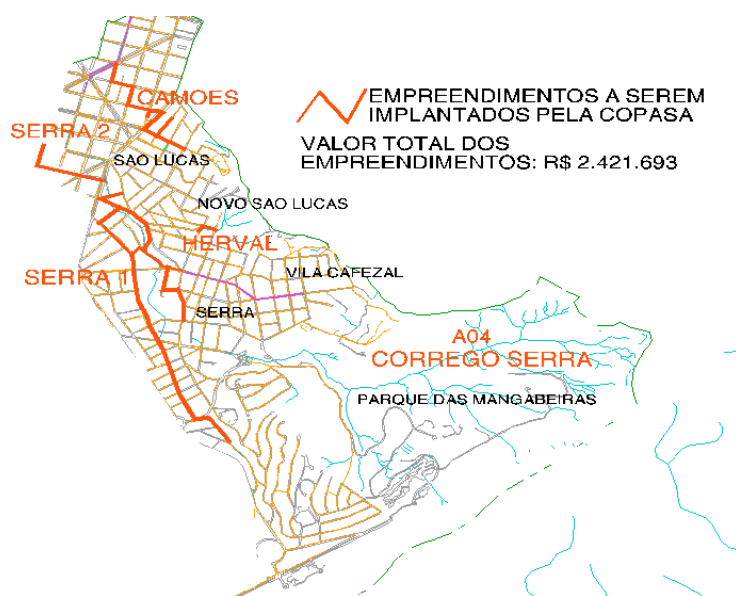 CAMOES
EMPREENDIMENTOS A SEREM
IMPLANTADOS PELA COPASA
SERRA 2
VALOR TOTAL DOS
EMPREENDIMENTOS: R$ 2.421.693
SAO LUCAS
NOVO SAO LUCAS
HERVAL
SERRA 1
VILA CAFEZAL
SERRA
A04
CORREGO SERRA
PARQUE DAS MANGABEIRAS